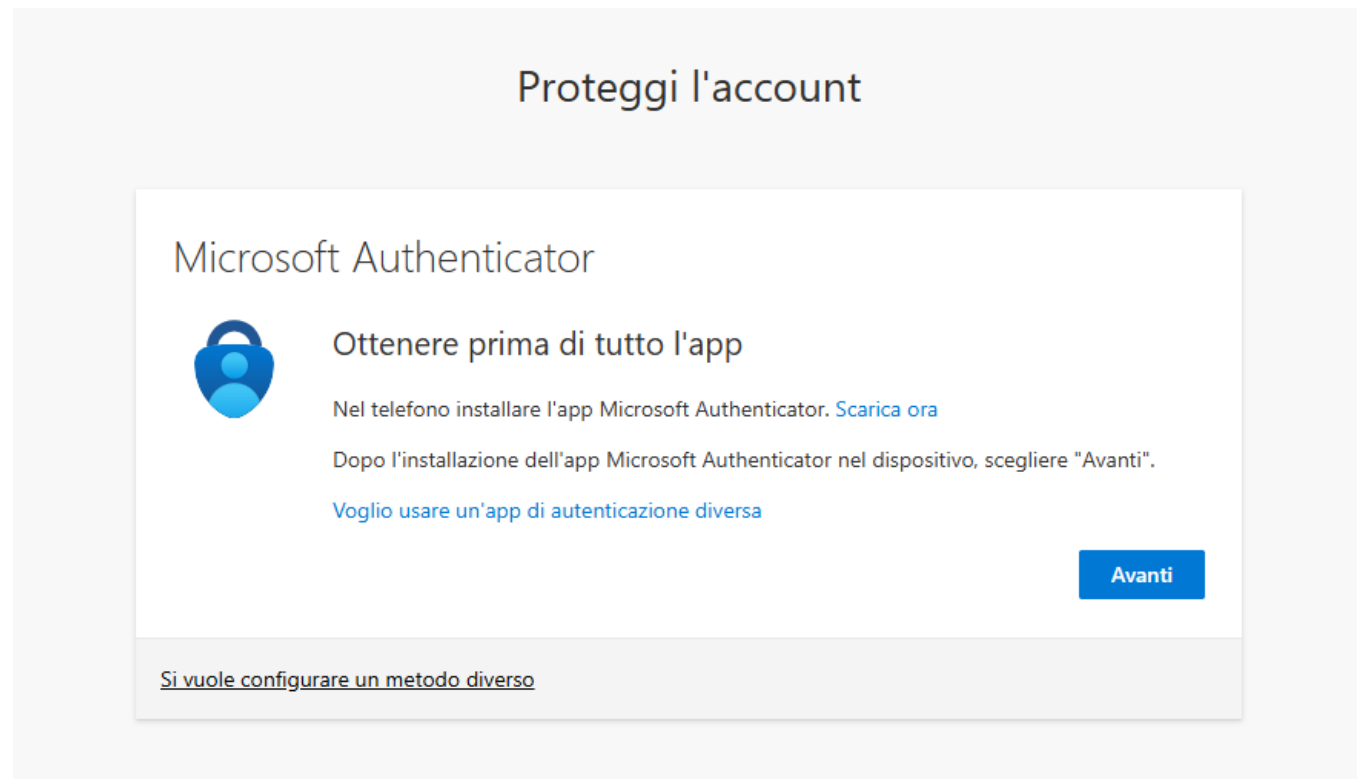 Proteggi l'account
Microsoft Authenticator
Ottenere prima di tutto l'app
Nel telefono installare l'app Microsoft Authenticator. Scarica ora
Dopo l'installazione dell'app Microsoft Authenticator nel dispositivo, scegliere "Avanti".
Voglio usare un'app di autenticazione diversa
Avanti
Si vuole configurare un metodo diverso